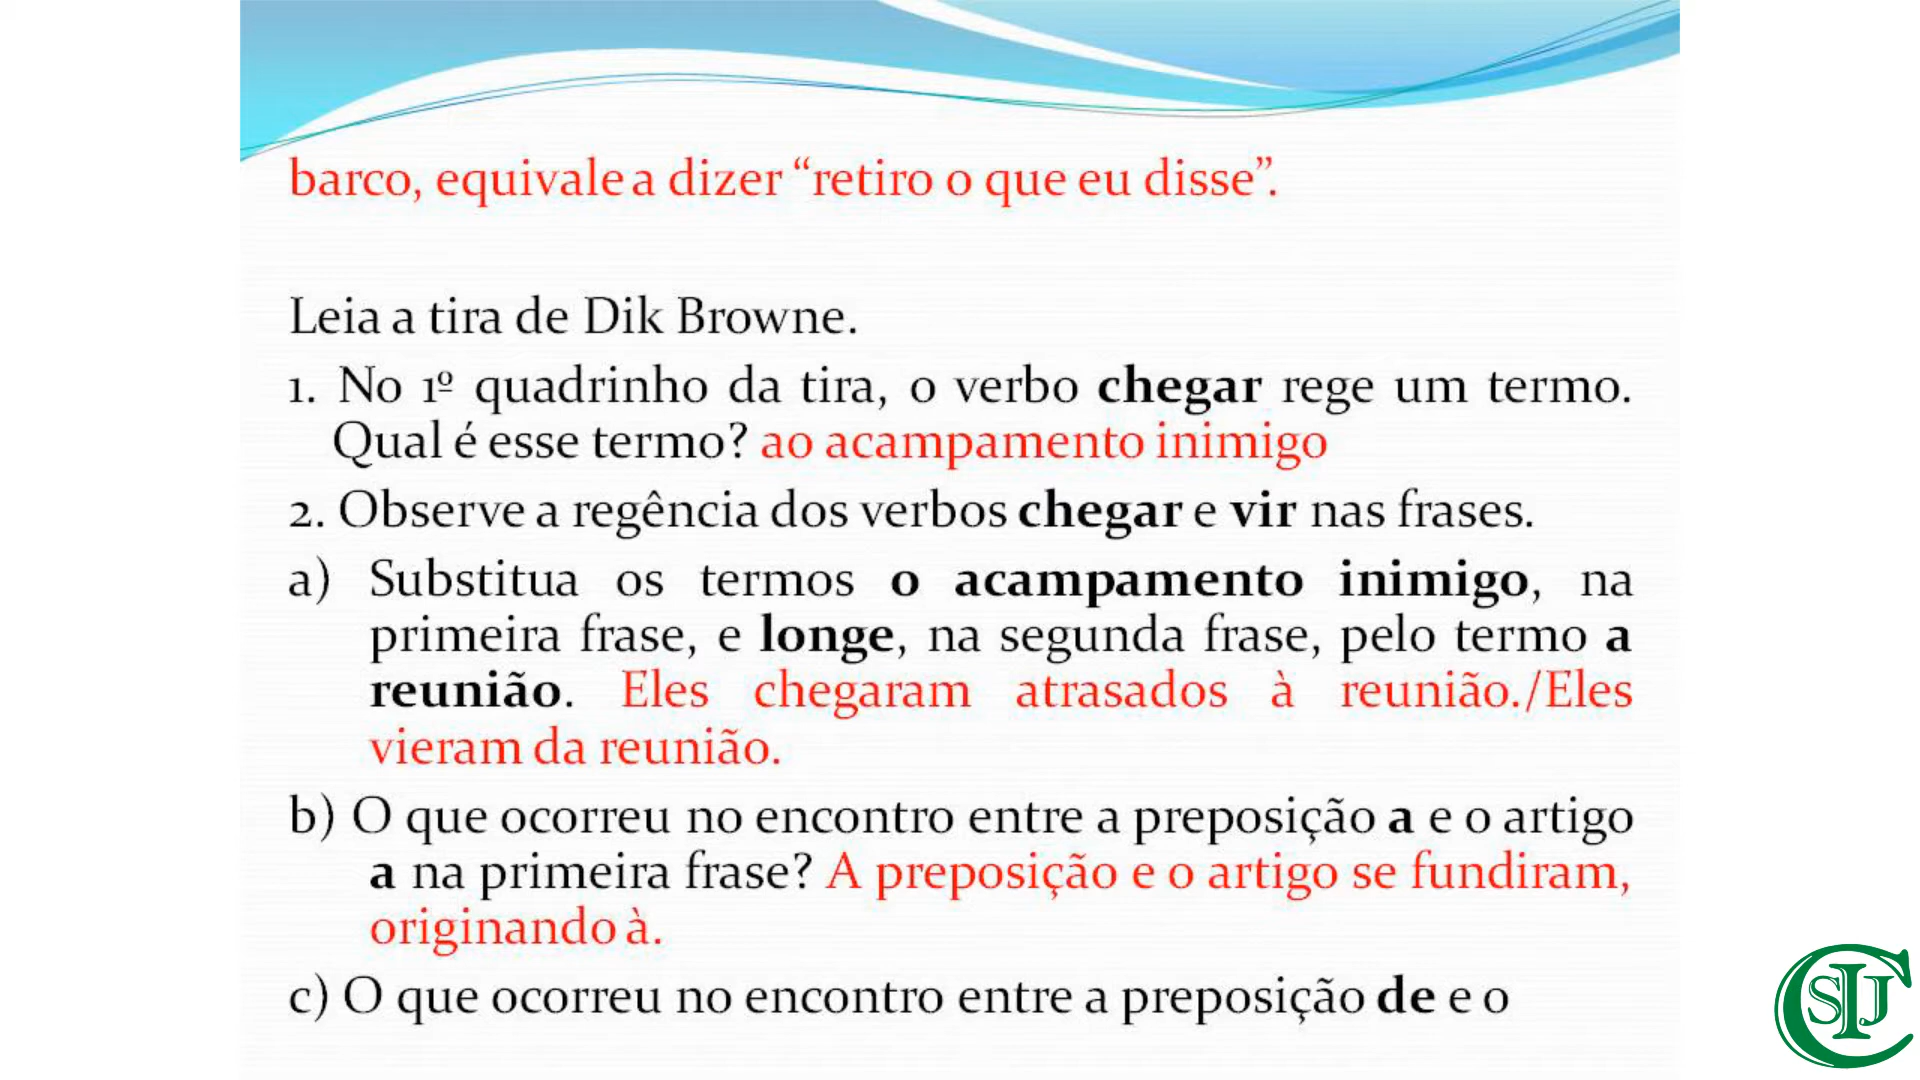 barco, equivale a dizer “retiro o que eu disse”.
Leia a tira de Dik Browne.
1. No 1º quadrinho da tira, o verbo chegar rege um termo.
Qual é esse termo? ao acampamento inimigo
2. Observe a regência dos verbos chegar e vir nas frases.
a) Substitua os termos o acampamento inimigo, na
primeira frase, e longe, na segunda frase, pelo termo a
reunião. Eles chegaram atrasados à reunião./Eles
vieram da reunião.
b) O que ocorreu no encontro entre a preposição a e o artigo
a na primeira frase? A preposição e o artigo se fundiram,
originando à.
c) O que ocorreu no encontro entre a preposição de e o